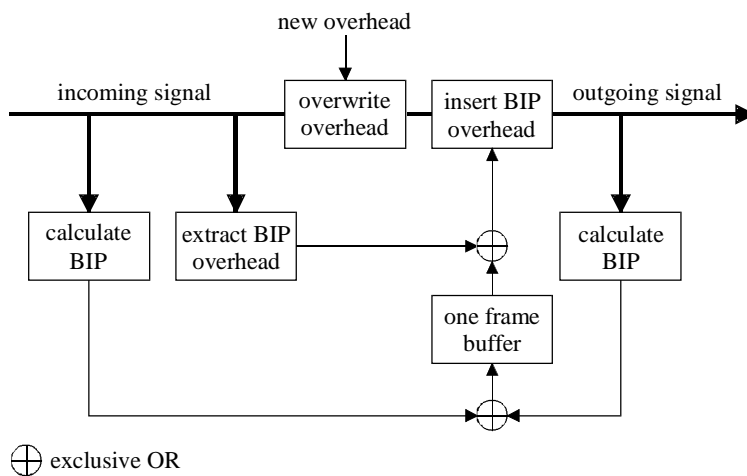 new overhead
incoming signal
overwrite
overhead
insert BIP
overhead
outgoing signal
calculate
BIP
extract BIP
overhead
calculate
BIP
one frame
buffer
exclusive OR